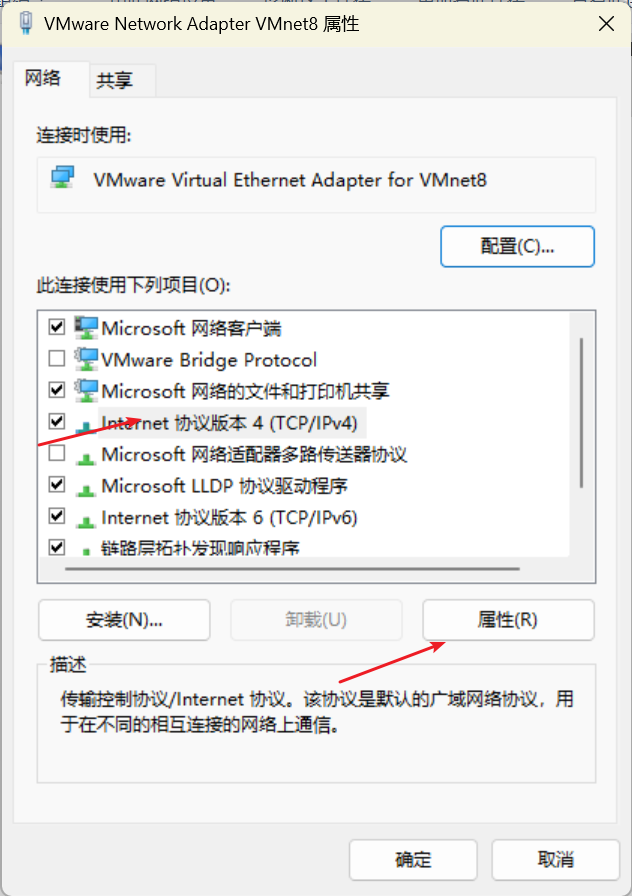 VMware Network Adapter VMnet8 属性
网络
共享
连接时使用:
VMware Virtual Ethernet Adapter for VMnet8
配置(C)...
此连接使用下列项目(O):
Microsoft 网络客户端
VMware Bridge Protocol
Microsoft 网络的文件和打印机共享
Internet 协议版本 4 (TCP/IPv4)
Microsoft 网络适配器多路传送器协议
Microsoft LLDP 协议驱动程序
Internet 协议版本 6 (TCP/IPv6)
链路层拓扑发现响应程序
安装(N)...
卸载(U)
属性(R)
描述
传输控制协议/Internet 协议。该协议是默认的广域网络协议，用
于在不同的相互连接的网络上通信。
确定
取消